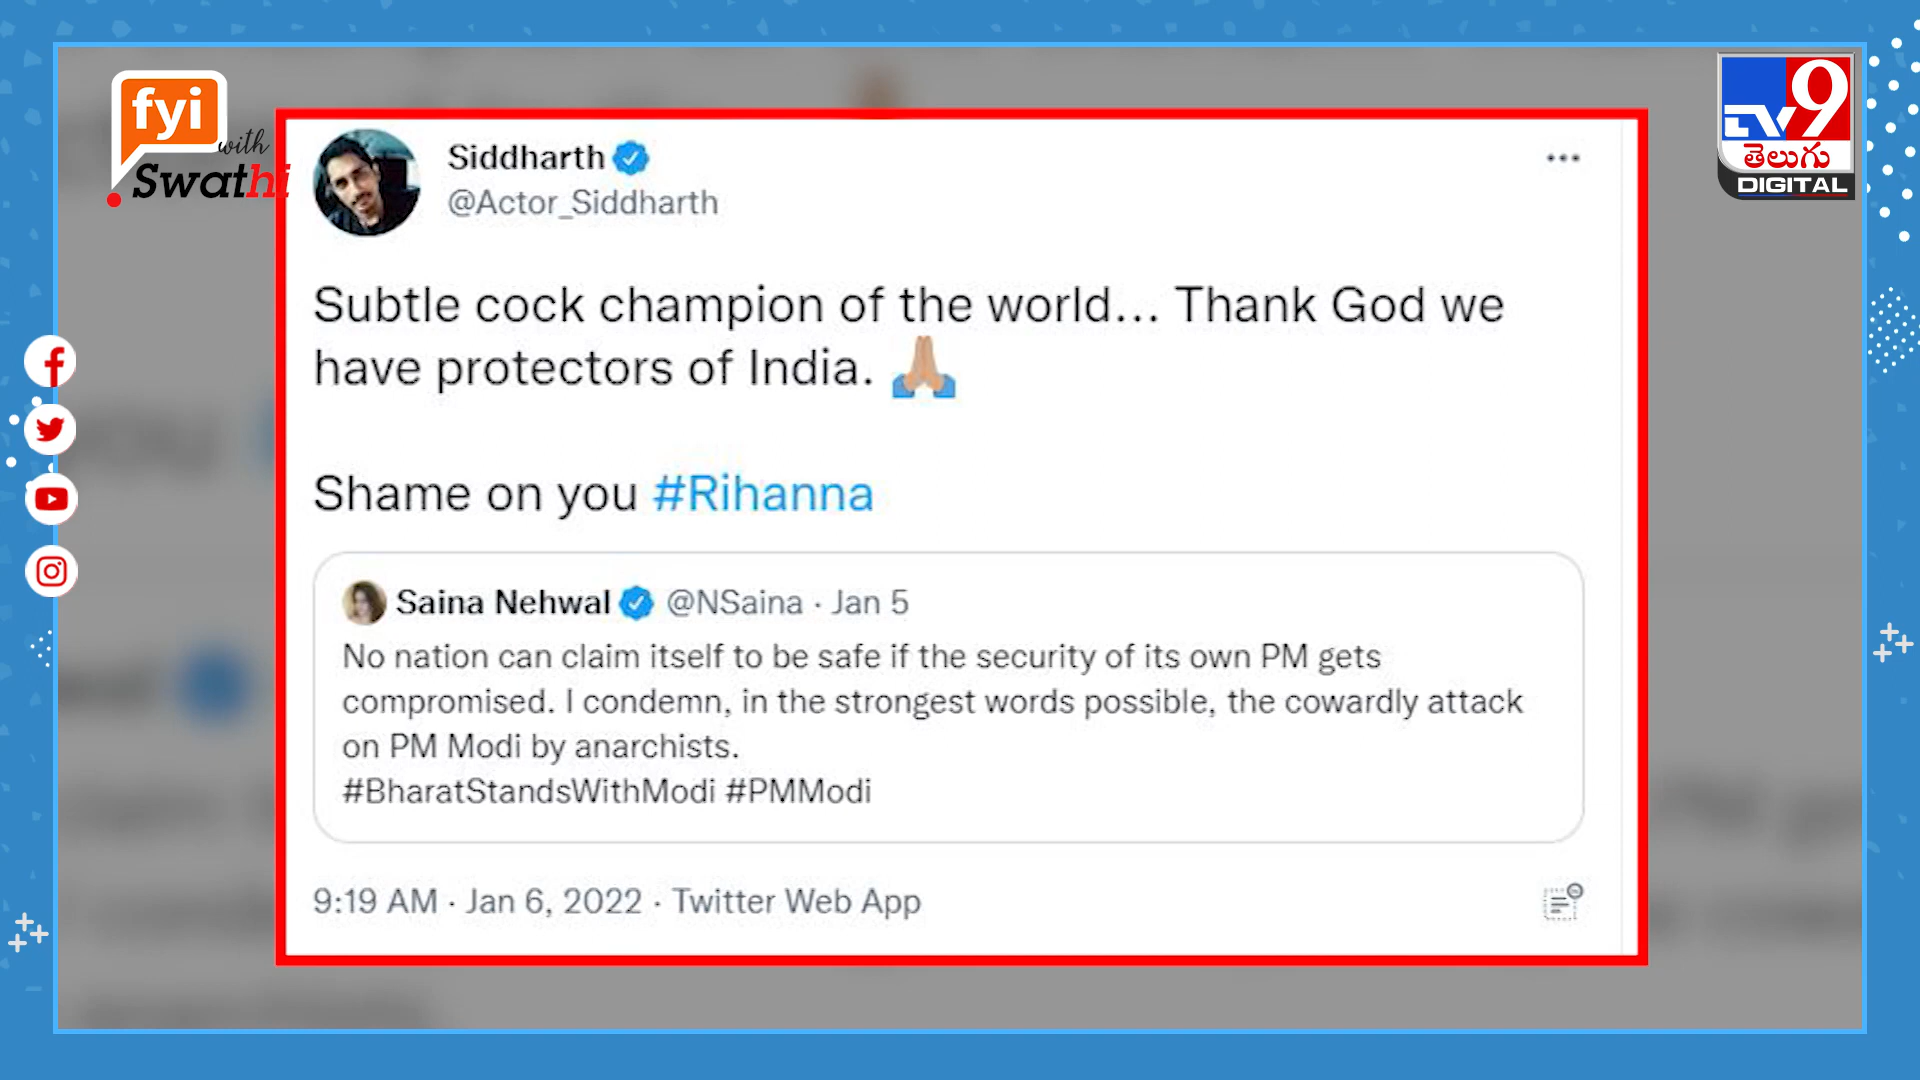 fyi
with
Swathi
TV9
తెలుగు
DIGITAL
Siddharth
@Actor_Siddharth
Subtle cock champion of the world... Thank God we
have protectors of India. 🙏🏽
Shame on you #Rihanna
Saina Nehwal @NSaina · Jan 5
No nation can claim itself to be safe if the security of its own PM gets
compromised. I condemn, in the strongest words possible, the cowardly attack
on PM Modi by anarchists.
#BharatStandsWithModi #PMModi
9:19 AM · Jan 6, 2022 · Twitter Web App